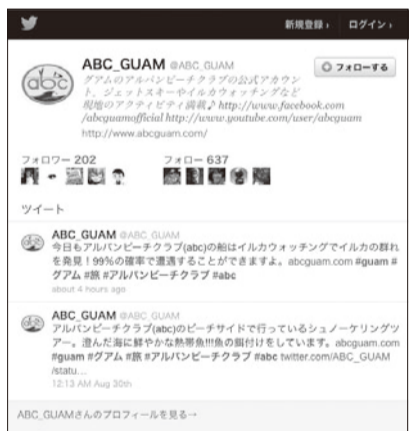 新規登録› ログイン›
abc
ABC_GUAM @ABC_GUAM
フォローする
グアムのアルパンビーチクラブの公式アカウン
ト。ジェットスキーやイルカウォッチングなど
現地のアクティビティ満載♪ http://www.facebook.com
/abcguamofficial http://www.youtube.com/user/abcguam
http://www.abcguam.com/
フォロワー 202 フォロー 637
ツイート
ABC_GUAM @ABC_GUAM
今日もアルパンビーチクラブ(abc)の船はイルカウォッチングでイルカの群れ
を発見！99%の確率で遭遇することができますよ。abcguam.com #guam #
グアム #旅 #アルパンビーチクラブ #abc
about 4 hours ago
ABC_GUAM @ABC_GUAM
アルパンビーチクラブ(abc)のビーチサイドで行っているシュノーケリングツ
アー。澄んだ海に鮮やかな熱帯魚!!!魚の餌付けをしています。abcguam.com
#guam #グアム #旅 #アルパンビーチクラブ #abc twitter.com/ABC_GUAM
/statu…
12:13 AM Aug 30th
ABC_GUAMさんのプロフィールを見る→